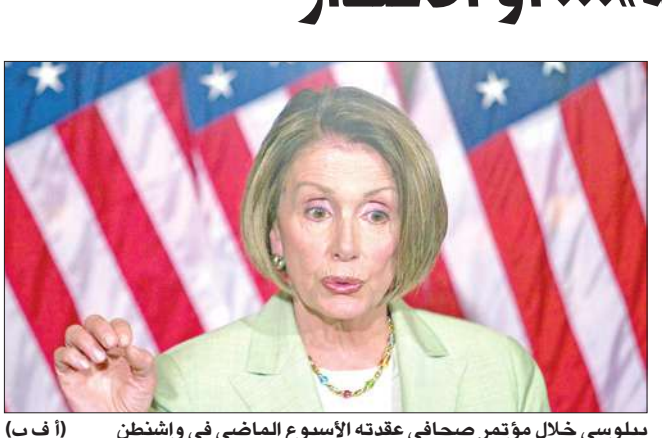 بيلوسي خلال مؤتمر صحافي عقدته الأسبوع الماضي في واشنطن (أ ف ب)